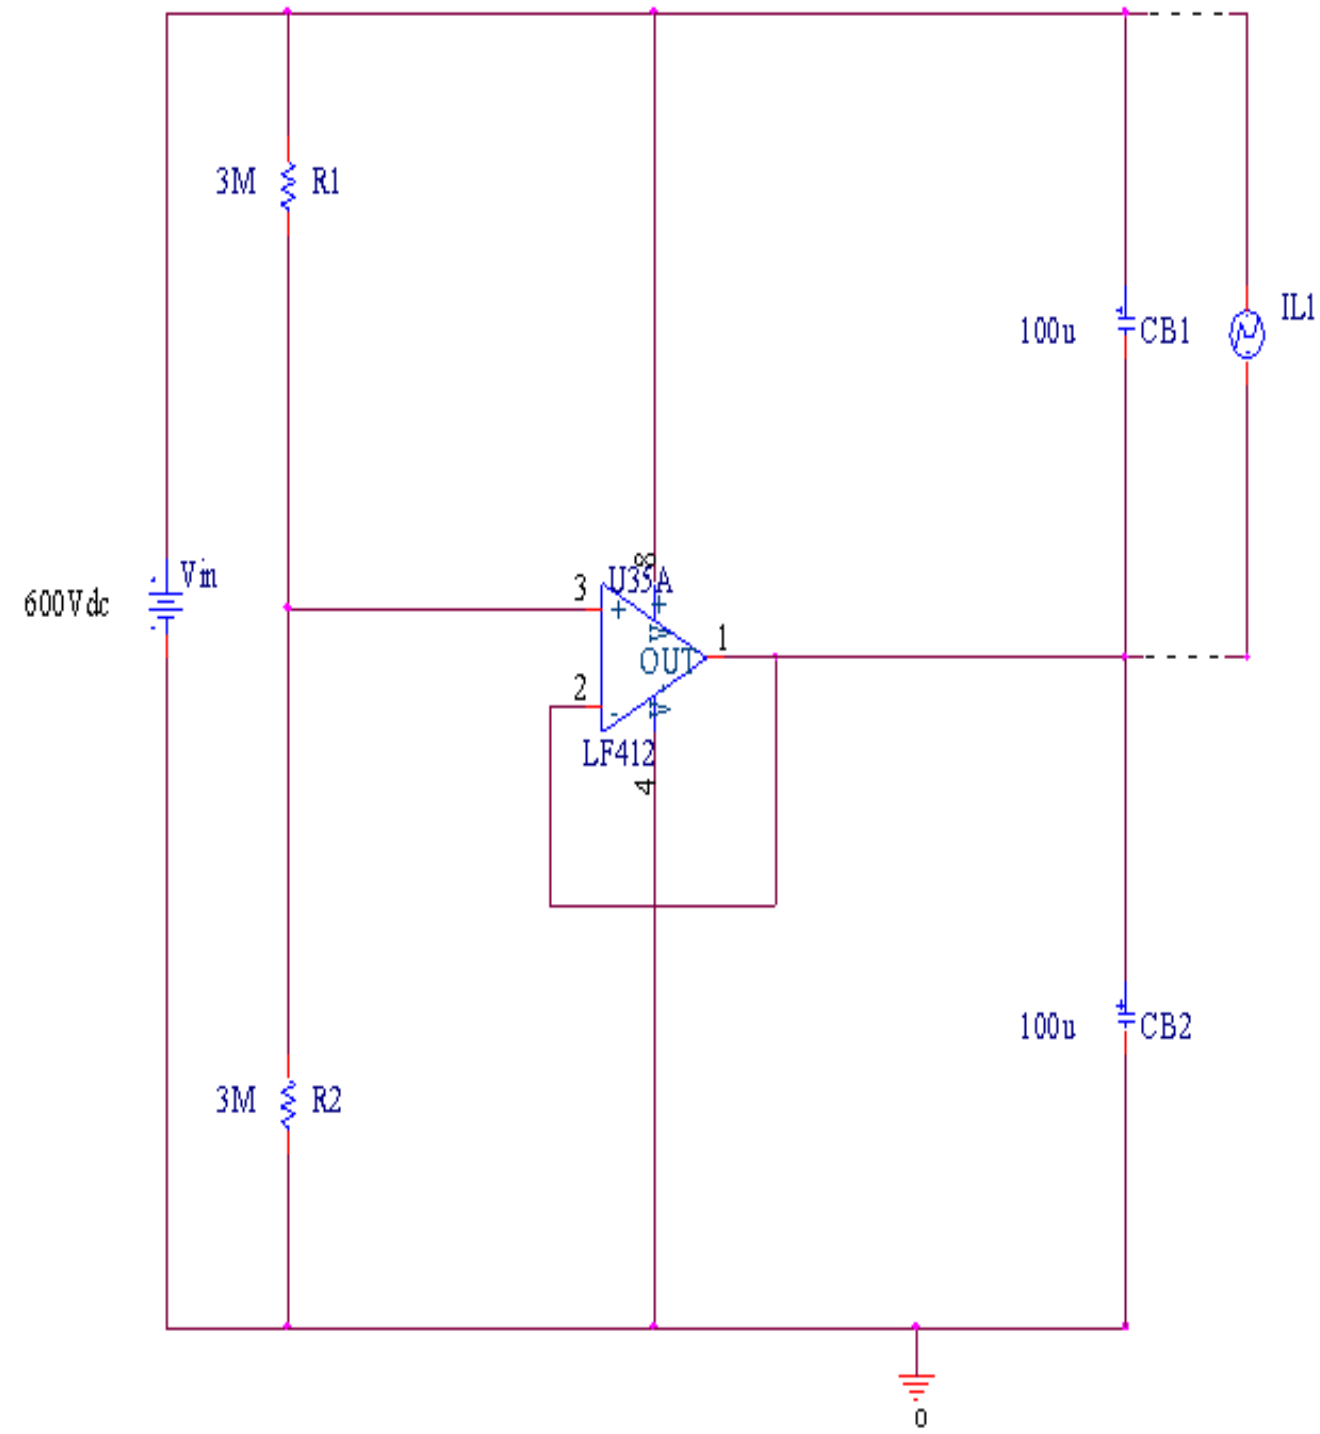 3M R1
IL1
100u CB1
8
Vin
U35A
3
+
+
600Vdc
V
1
OUT
2
-
V
-
LF412
4
100u CB2
3M R2
0